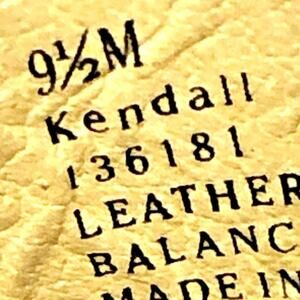 9½M
Kendall
136181
LEATHER
BALANC
MADE IN